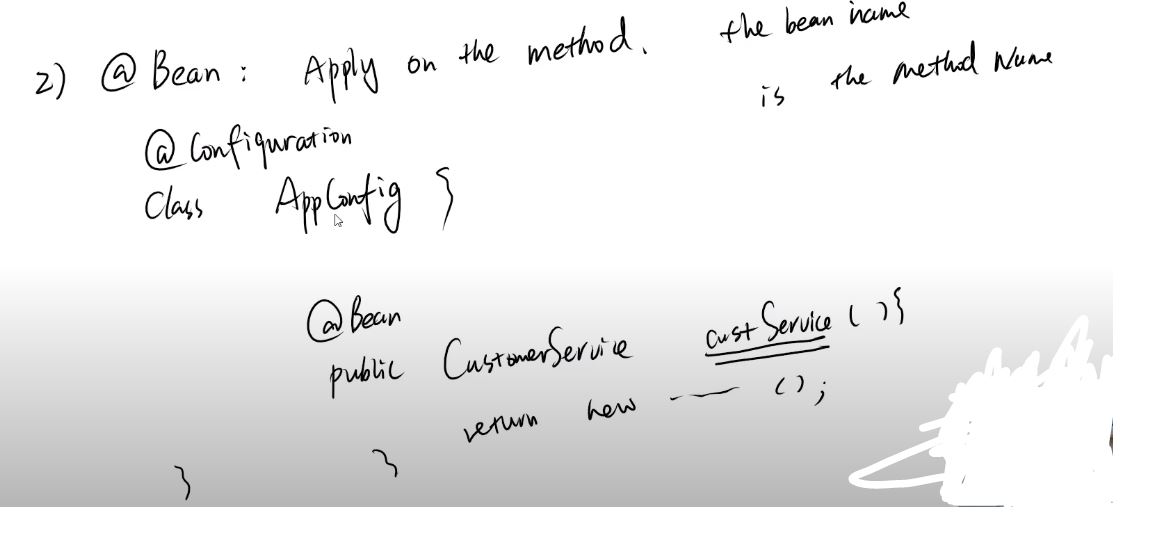 2) @ Bean : Apply on the method. the bean name
is the method Name
@ Configuration
Class AppConfig {
@ Bean
public CustomerService custService ( ) {
return new —— ( ) ;
}
}